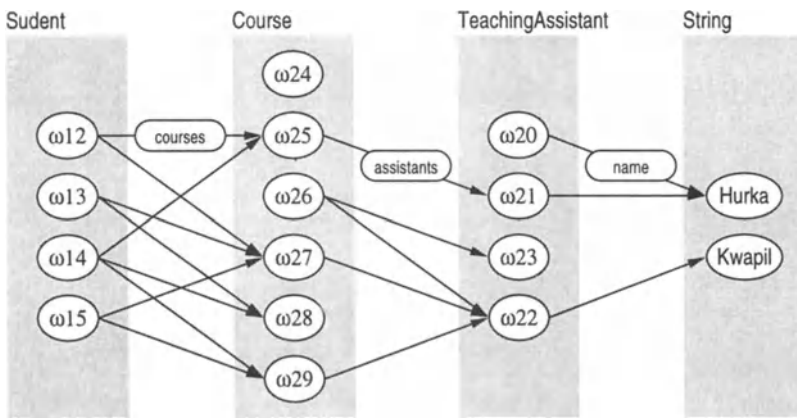 Sudent Course TeachingAssistant String
ω24
ω12 courses ω25 ω20
assistants name
ω13 ω26 ω21 Hurka
ω14 ω27 ω23 Kwapil
ω15 ω28 ω22
ω29